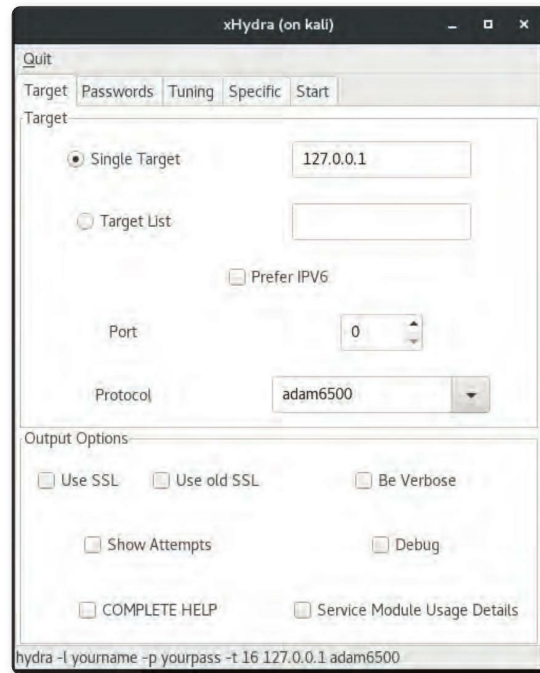 xHydra (on kali)
Quit
Target Passwords Tuning Specific Start
Target
Single Target 127.0.0.1
Target List
Prefer IPV6
Port 0
Protocol adam6500
Output Options
Use SSL Use old SSL Be Verbose
Show Attempts Debug
COMPLETE HELP Service Module Usage Details
hydra -l yourname -p yourpass -t 16 127.0.0.1 adam6500